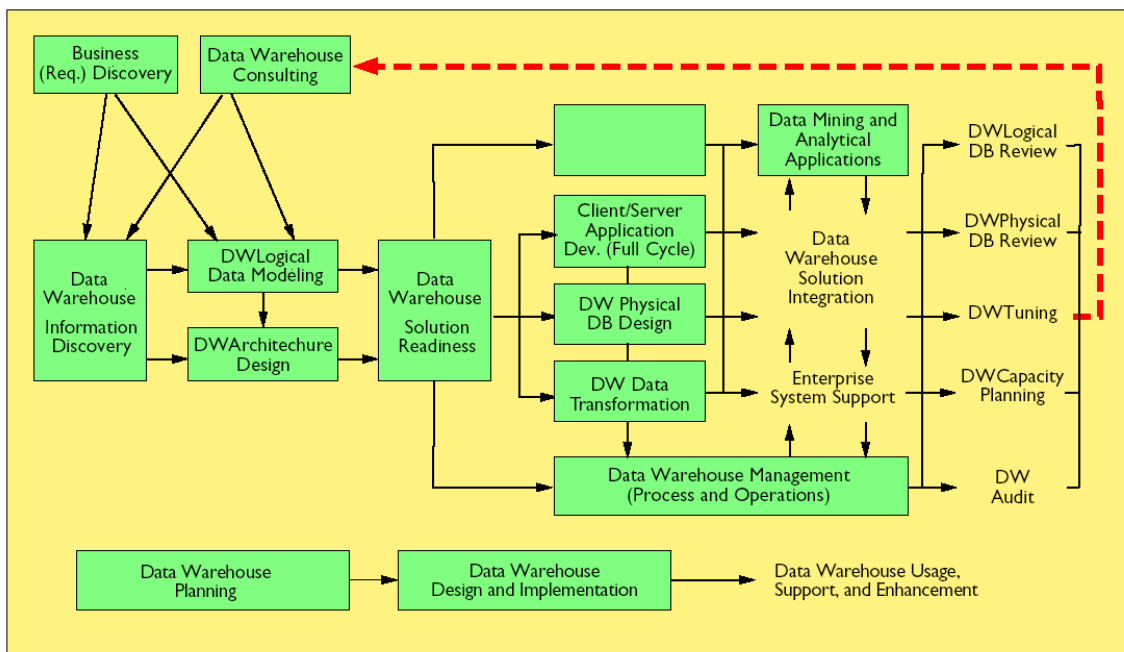 Business
(Req.) Discovery
Data Warehouse
Consulting
Data Mining and
Analytical
Applications
DWLogical
DB Review
Client/Server
Application
Dev. (Full Cycle)
Data
Warehouse
Solution
Integration
DWPhysical
DB Review
Data
Warehouse
Information
Discovery
DWLogical
Data Modeling
Data
Warehouse
Solution
Readiness
DW Physical
DB Design
DWTuning
DWArchitechure
Design
DW Data
Transformation
Enterprise
System Support
DWCapacity
Planning
Data Warehouse Management
(Process and Operations)
DW
Audit
Data Warehouse
Planning
Data Warehouse
Design and Implementation
Data Warehouse Usage,
Support, and Enhancement